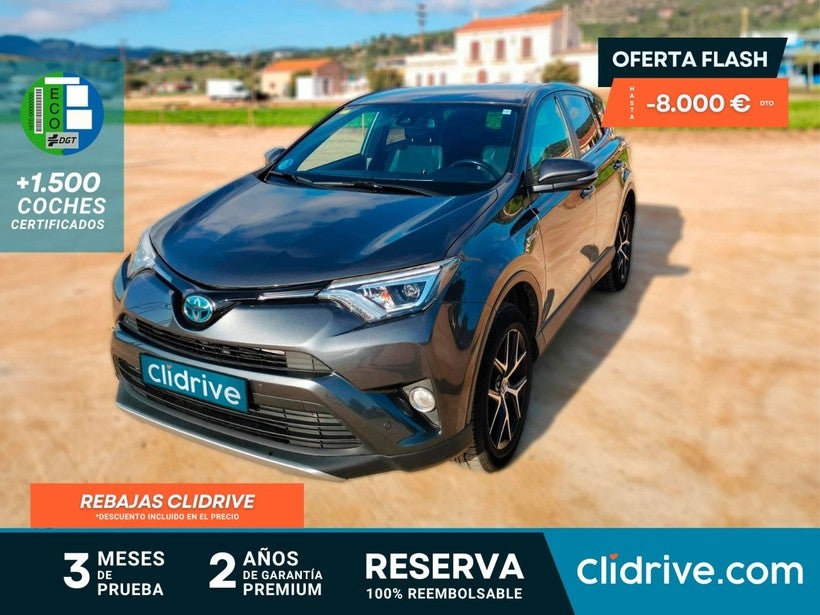 ECO
DGT
+1.500
COCHES
CERTIFICADOS
OFERTA FLASH
HASTA
-8.000 €
DTO
clidrive
REBAJAS CLIDRIVE
*DESCUENTO INCLUIDO EN EL PRECIO
3 MESES
DE
PRUEBA
2 AÑOS
DE GARANTÍA
PREMIUM
RESERVA
100% REEMBOLSABLE
Clidrive.com